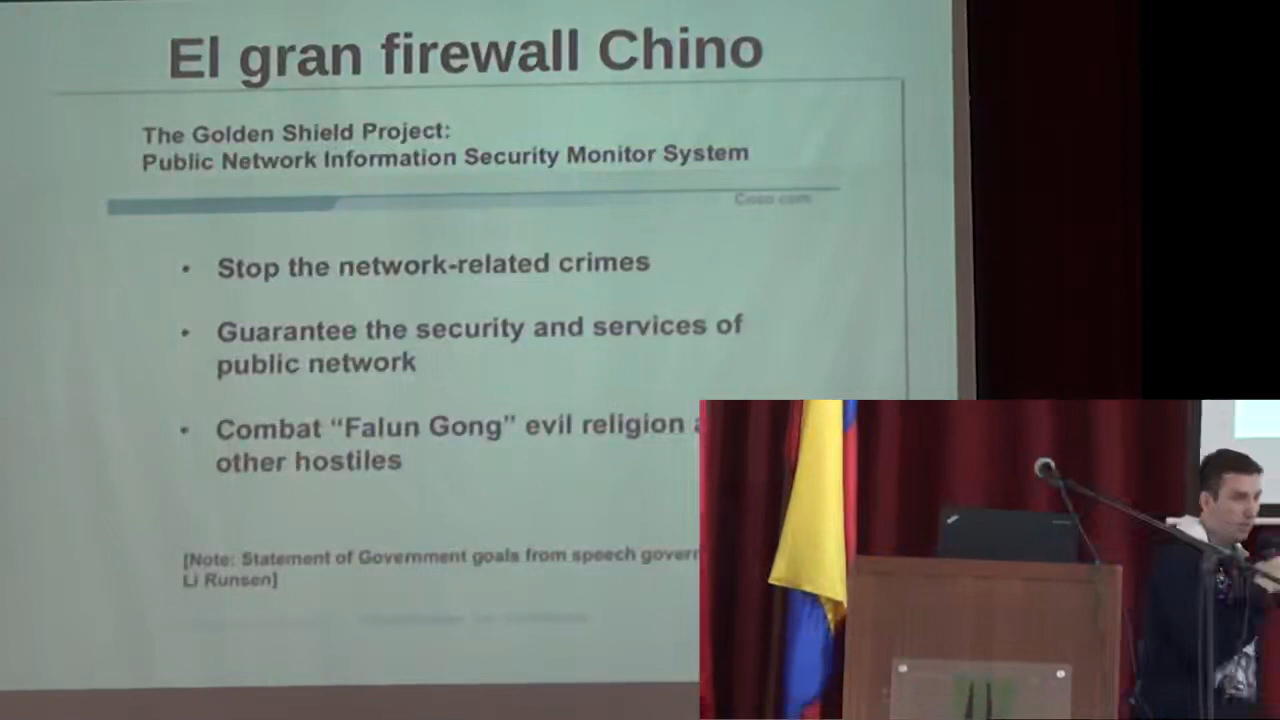 El gran firewall Chino
The Golden Shield Project:
Public Network Information Security Monitor System
• Stop the network-related crimes
• Guarantee the security and services of
public network
• Combat “Falun Gong” evil religion
other hostiles
[Note: Statement of Government goals from speech
Li Runsen]